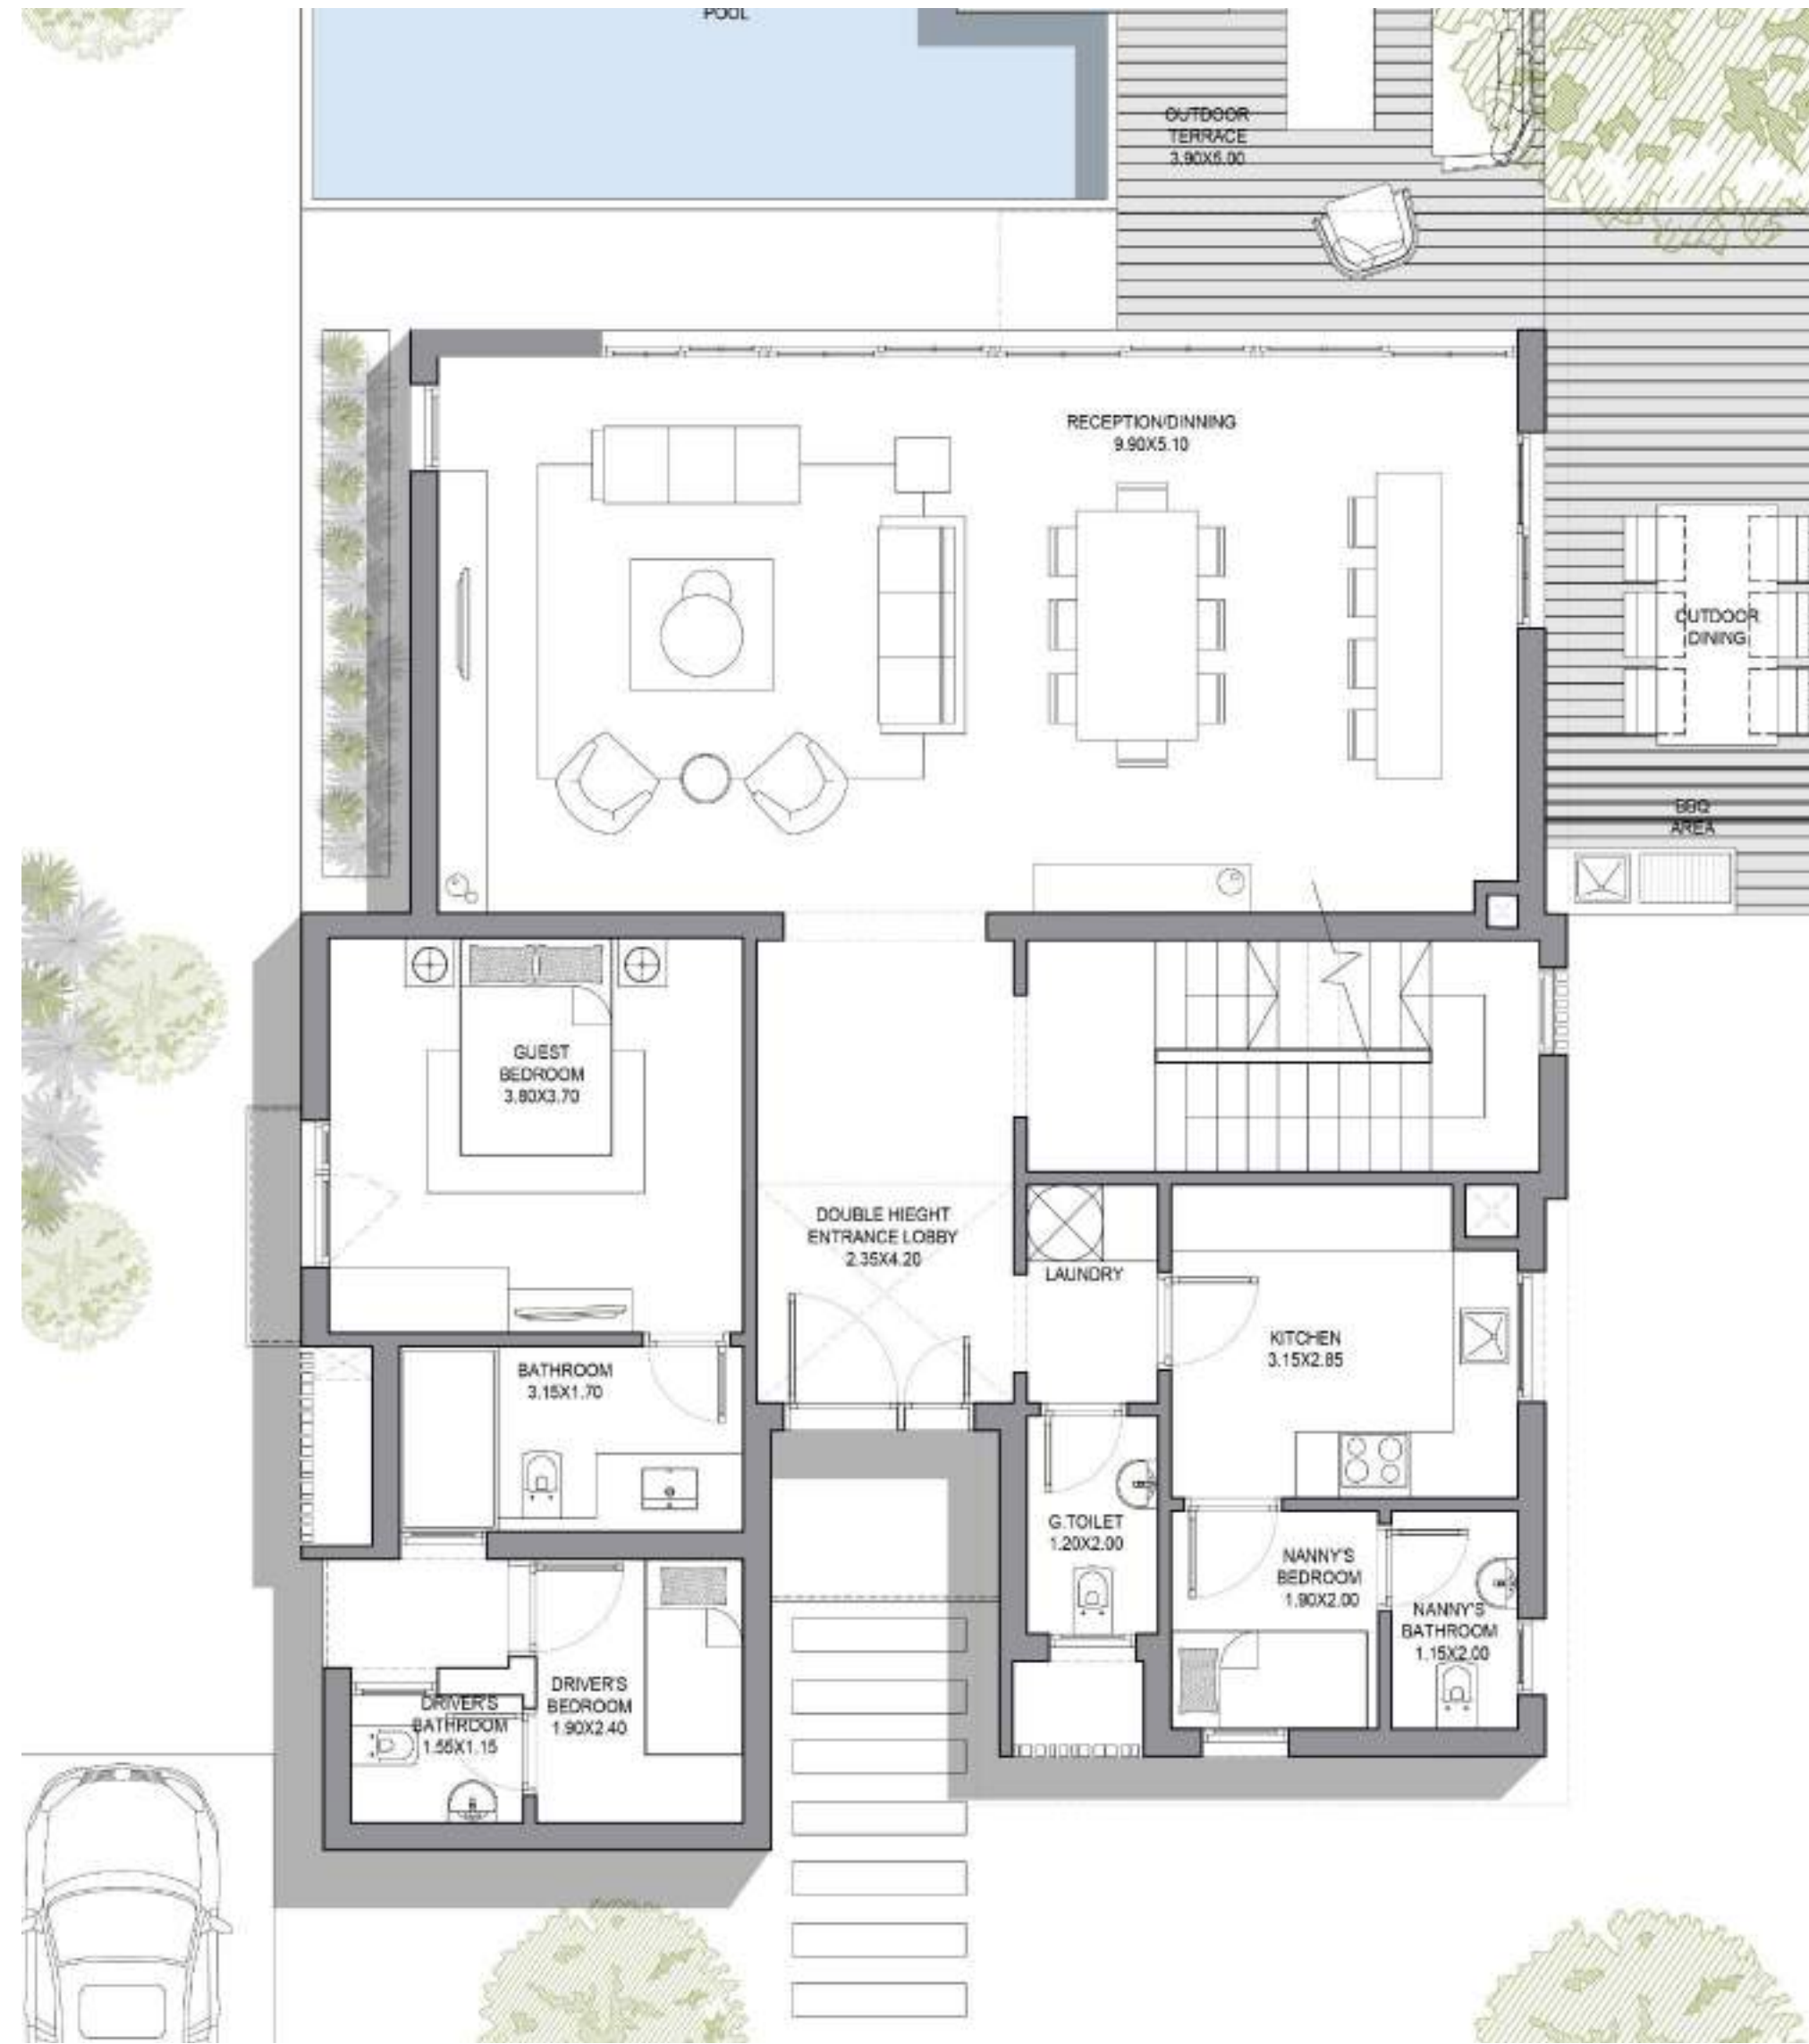 POOL
OUTDOOR
TERRACE
3.90X5.00
RECEPTION/DINNING
9.90X5.10
OUTDOOR
DINING
BBQ
AREA
GUEST
BEDROOM
3.80X3.70
DOUBLE HIEGHT
ENTRANCE LOBBY
2.35X4.20
LAUNDRY
KITCHEN
3.15X2.85
BATHROOM
3.15X1.70
G.TOILET
1.20X2.00
NANNY'S
BEDROOM
1.90X2.00
NANNY'S
BATHROOM
1.15X2.00
DRIVER'S
BEDROOM
1.90X2.40
DRIVER'S
BATHROOM
1.55X1.15